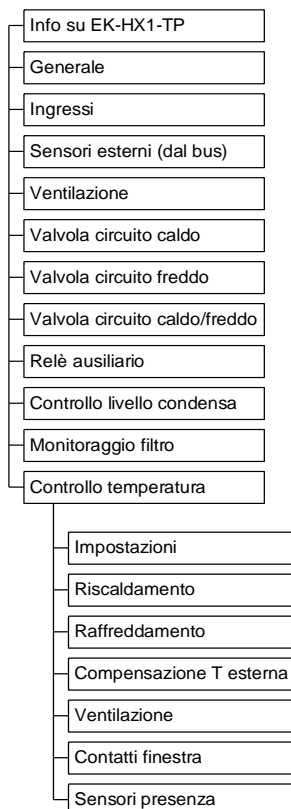 Info su EK-HX1-TP
Generale
Ingressi
Sensori esterni (dal bus)
Ventilazione
Valvola circuito caldo
Valvola circuito freddo
Valvola circuito caldo/freddo
Relè ausiliario
Controllo livello condensa
Monitoraggio filtro
Controllo temperatura
Impostazioni
Riscaldamento
Raffreddamento
Compensazione T esterna
Ventilazione
Contatti finestra
Sensori presenza